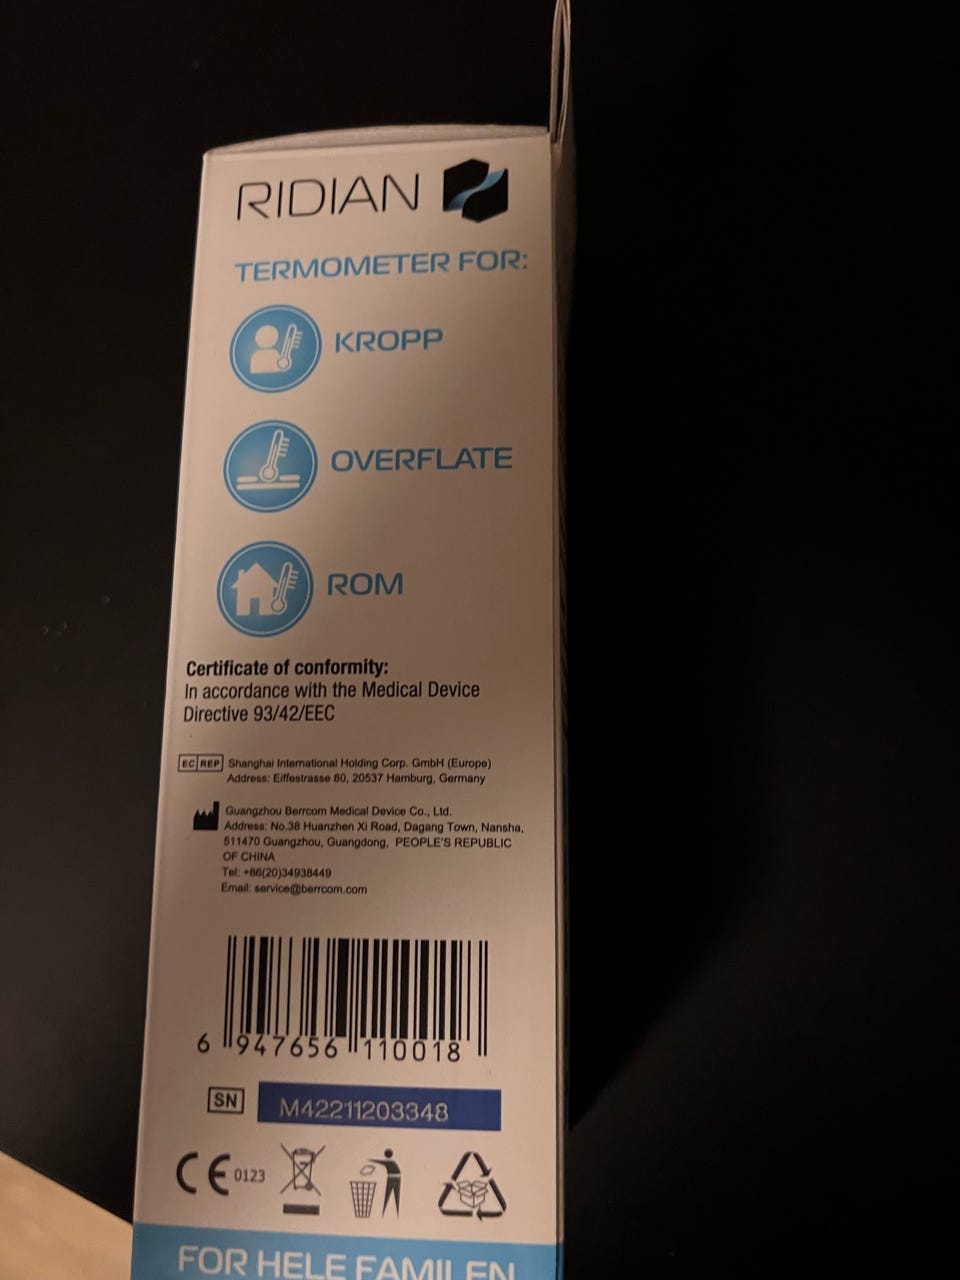 RIDIAN
TERMOMETER FOR:
KROPP
OVERFLATE
ROM
Certificate of conformity:
In accordance with the Medical Device
Directive 93/42/EEC
EC REP Shanghai International Holding Corp. GmbH (Europe)
Address: Eiffestrasse 80, 20537 Hamburg, Germany
Guangzhou Berrcom Medical Device Co., Ltd.
Address: No.38 Huanzhen Xi Road, Dagang Town, Nansha,
511470 Guangzhou, Guangdong, PEOPLE'S REPUBLIC
OF CHINA
Tel: +86(20)34938449
Email: service@berrcom.com
6 947656 110018
SN M42211203348
CE 0123
FOR HELE FAMILEN